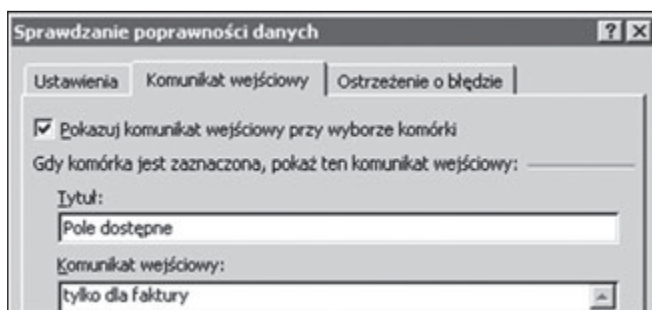 Sprawdzanie poprawności danych
Ustawienia Komunikat wejściowy Ostrzeżenie o błędzie
Pokazuj komunikat wejściowy przy wyborze komórki
Gdy komórka jest zaznaczona, pokaż ten komunikat wejściowy:
Tytuł:
Pole dostępne
Komunikat wejściowy:
tylko dla faktury